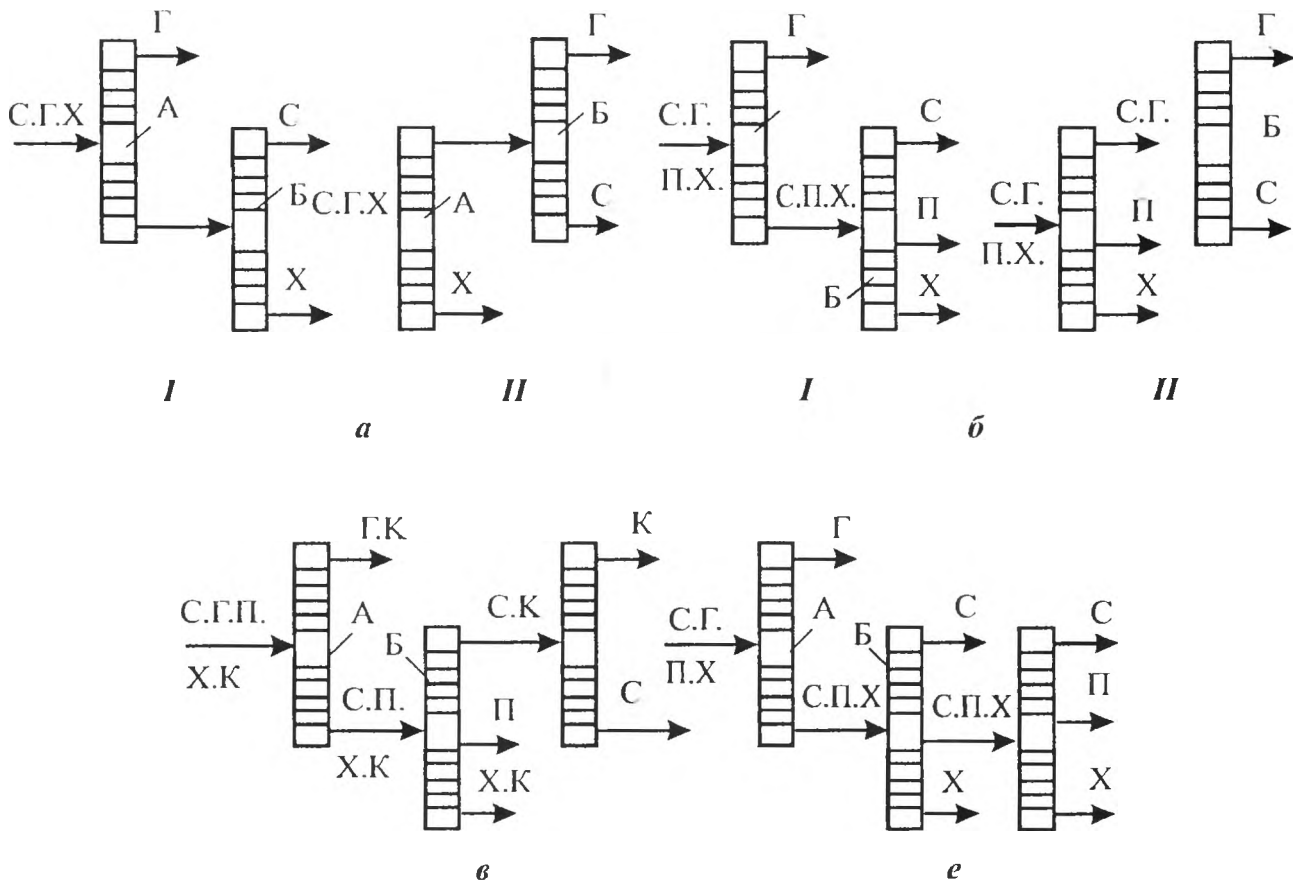 Г
С.Г.Х
А
С
Б
Х
I
Г
Б
С.Г.Х
А
С
Х
II
а
Г
С.Г.
П.Х.
С
С.П.Х.
П
Б
Х
I
Г
С.Г.
Б
С.Г.
П.Х.
П
С
Х
II
б
Г.К
С.Г.П.
Х.К
А
С.П.
Х.К
Б
С.К
П
Х.К
К
С
в
Г
С.Г.
П.Х
А
С.П.Х
Б
С
С.П.Х
Х
С
П
Х
е